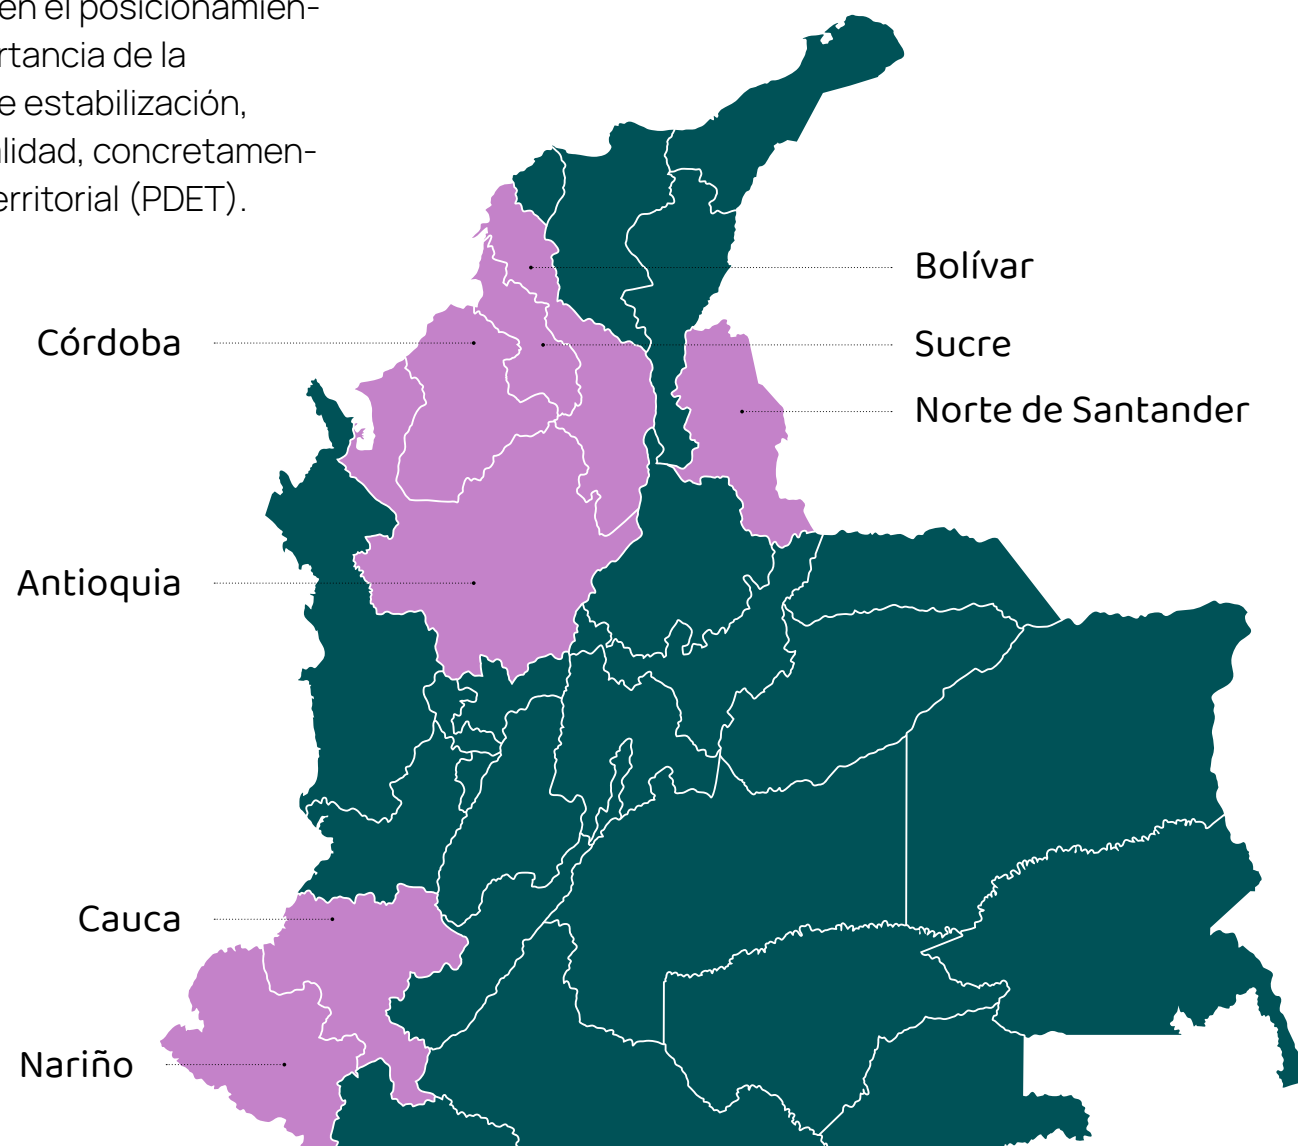 en el posicionamien-
rtancia de la
e estabilización,
lidad, concretamen-
erritorial (PDET).
Bolívar
Córdoba
Sucre
Norte de Santander
Antioquia
Cauca
Nariño